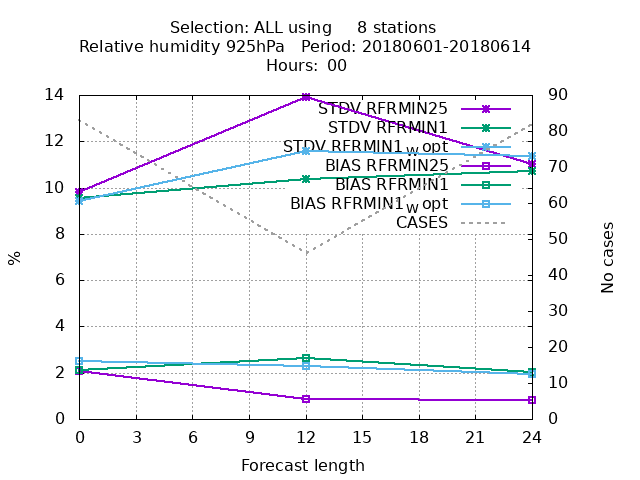 Selection: ALL using     8 stations
Relative humidity 925hPa   Period: 20180601-20180614
Hours:  00
14
12
10
8
6
4
2
0
90
80
70
60
50
40
30
20
10
0
0 3 6 9 12 15 18 21 24
%
No cases
Forecast length
STDV RFRMIN25
STDV RFRMIN1
STDV RFRMIN1w opt
BIAS RFRMIN25
BIAS RFRMIN1
BIAS RFRMIN1w opt
CASES